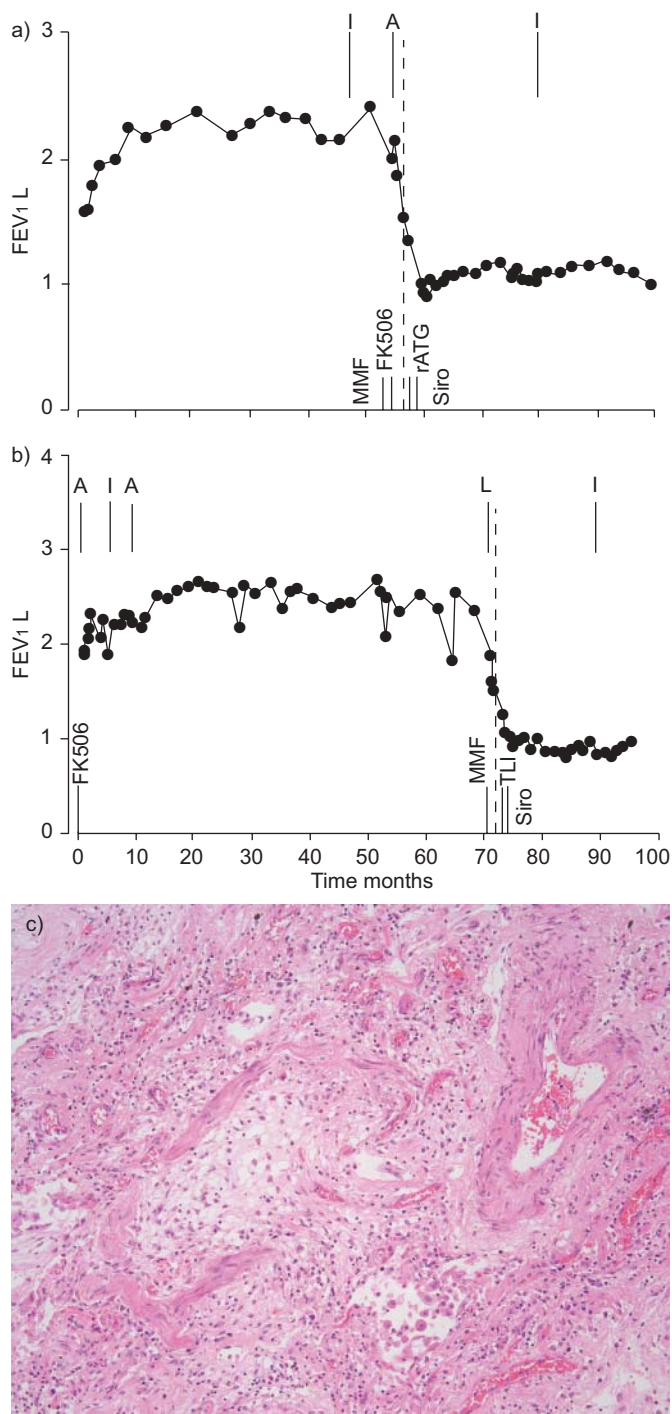 a)
I A I
3
2
1
0
FEV1 L
MMF
FK506
rATG
Siro
b)
A I A L I
4
3
2
1
0
FEV1 L
FK506
MMF
TLI
Siro
0 10 20 30 40 50 60 70 80 90 100
Time months
c)